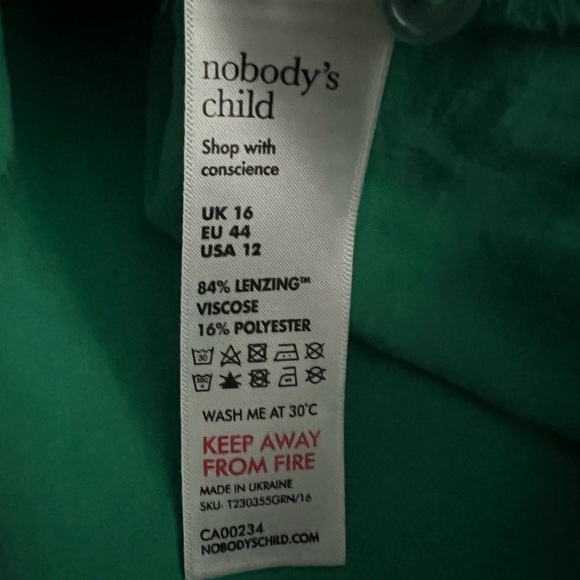 nobody's
child
Shop with
conscience
UK 16
EU 44
USA 12
84% LENZING™
VISCOSE
16% POLYESTER
30
WASH ME AT 30°C
KEEP AWAY
FROM FIRE
MADE IN UKRAINE
SKU: T230355GRN/16
CA00234
NOBODYSCHILD.COM